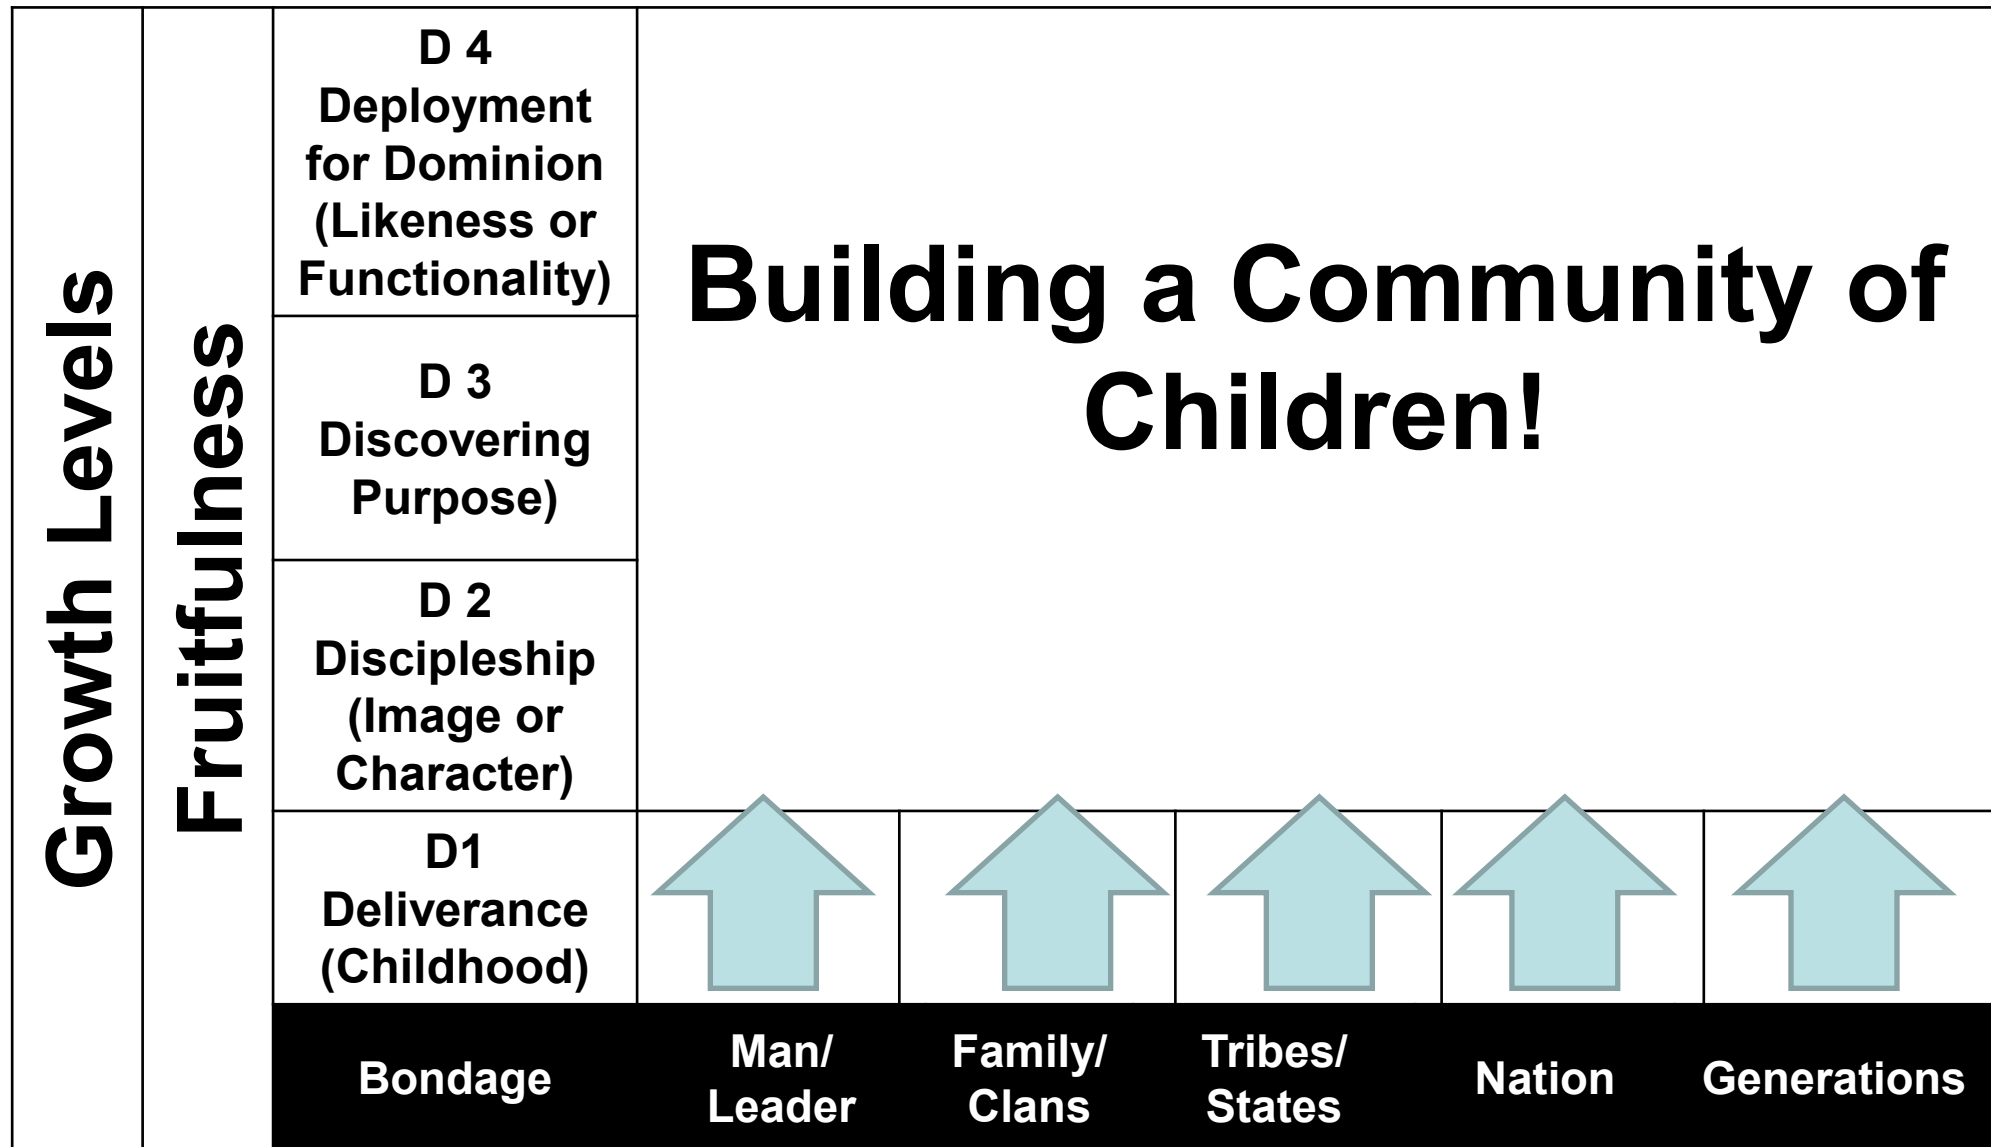 Growth Levels
Fruitfulness
D 4
Deployment
for Dominion
(Likeness or
Functionality)
D 3
Discovering
Purpose)
D 2
Discipleship
(Image or
Character)
D1
Deliverance
(Childhood)
Building a Community of
Children!
Bondage
Man/
Leader
Family/
Clans
Tribes/
States
Nation
Generations